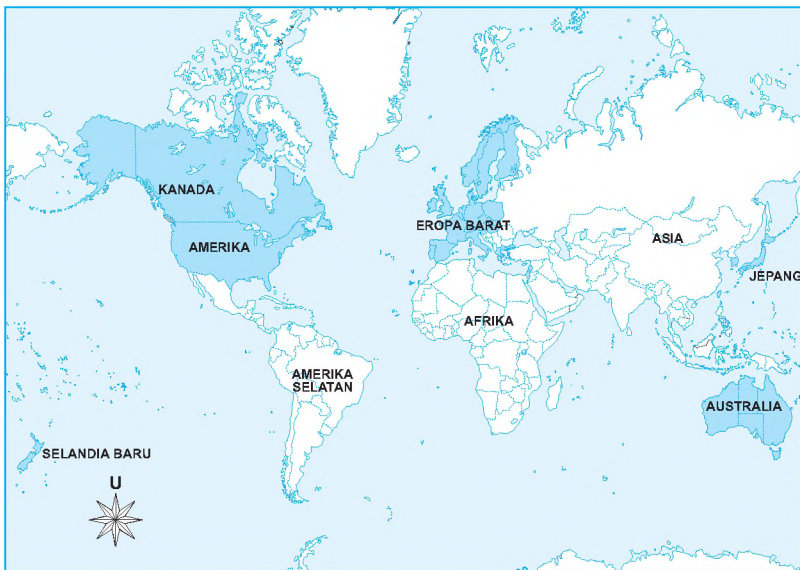 KANADA
EROPA BARAT
AMERIKA
ASIA
JEPANG
AFRIKA
AMERIKA
SELATAN
AUSTRALIA
SELANDIA BARU
U